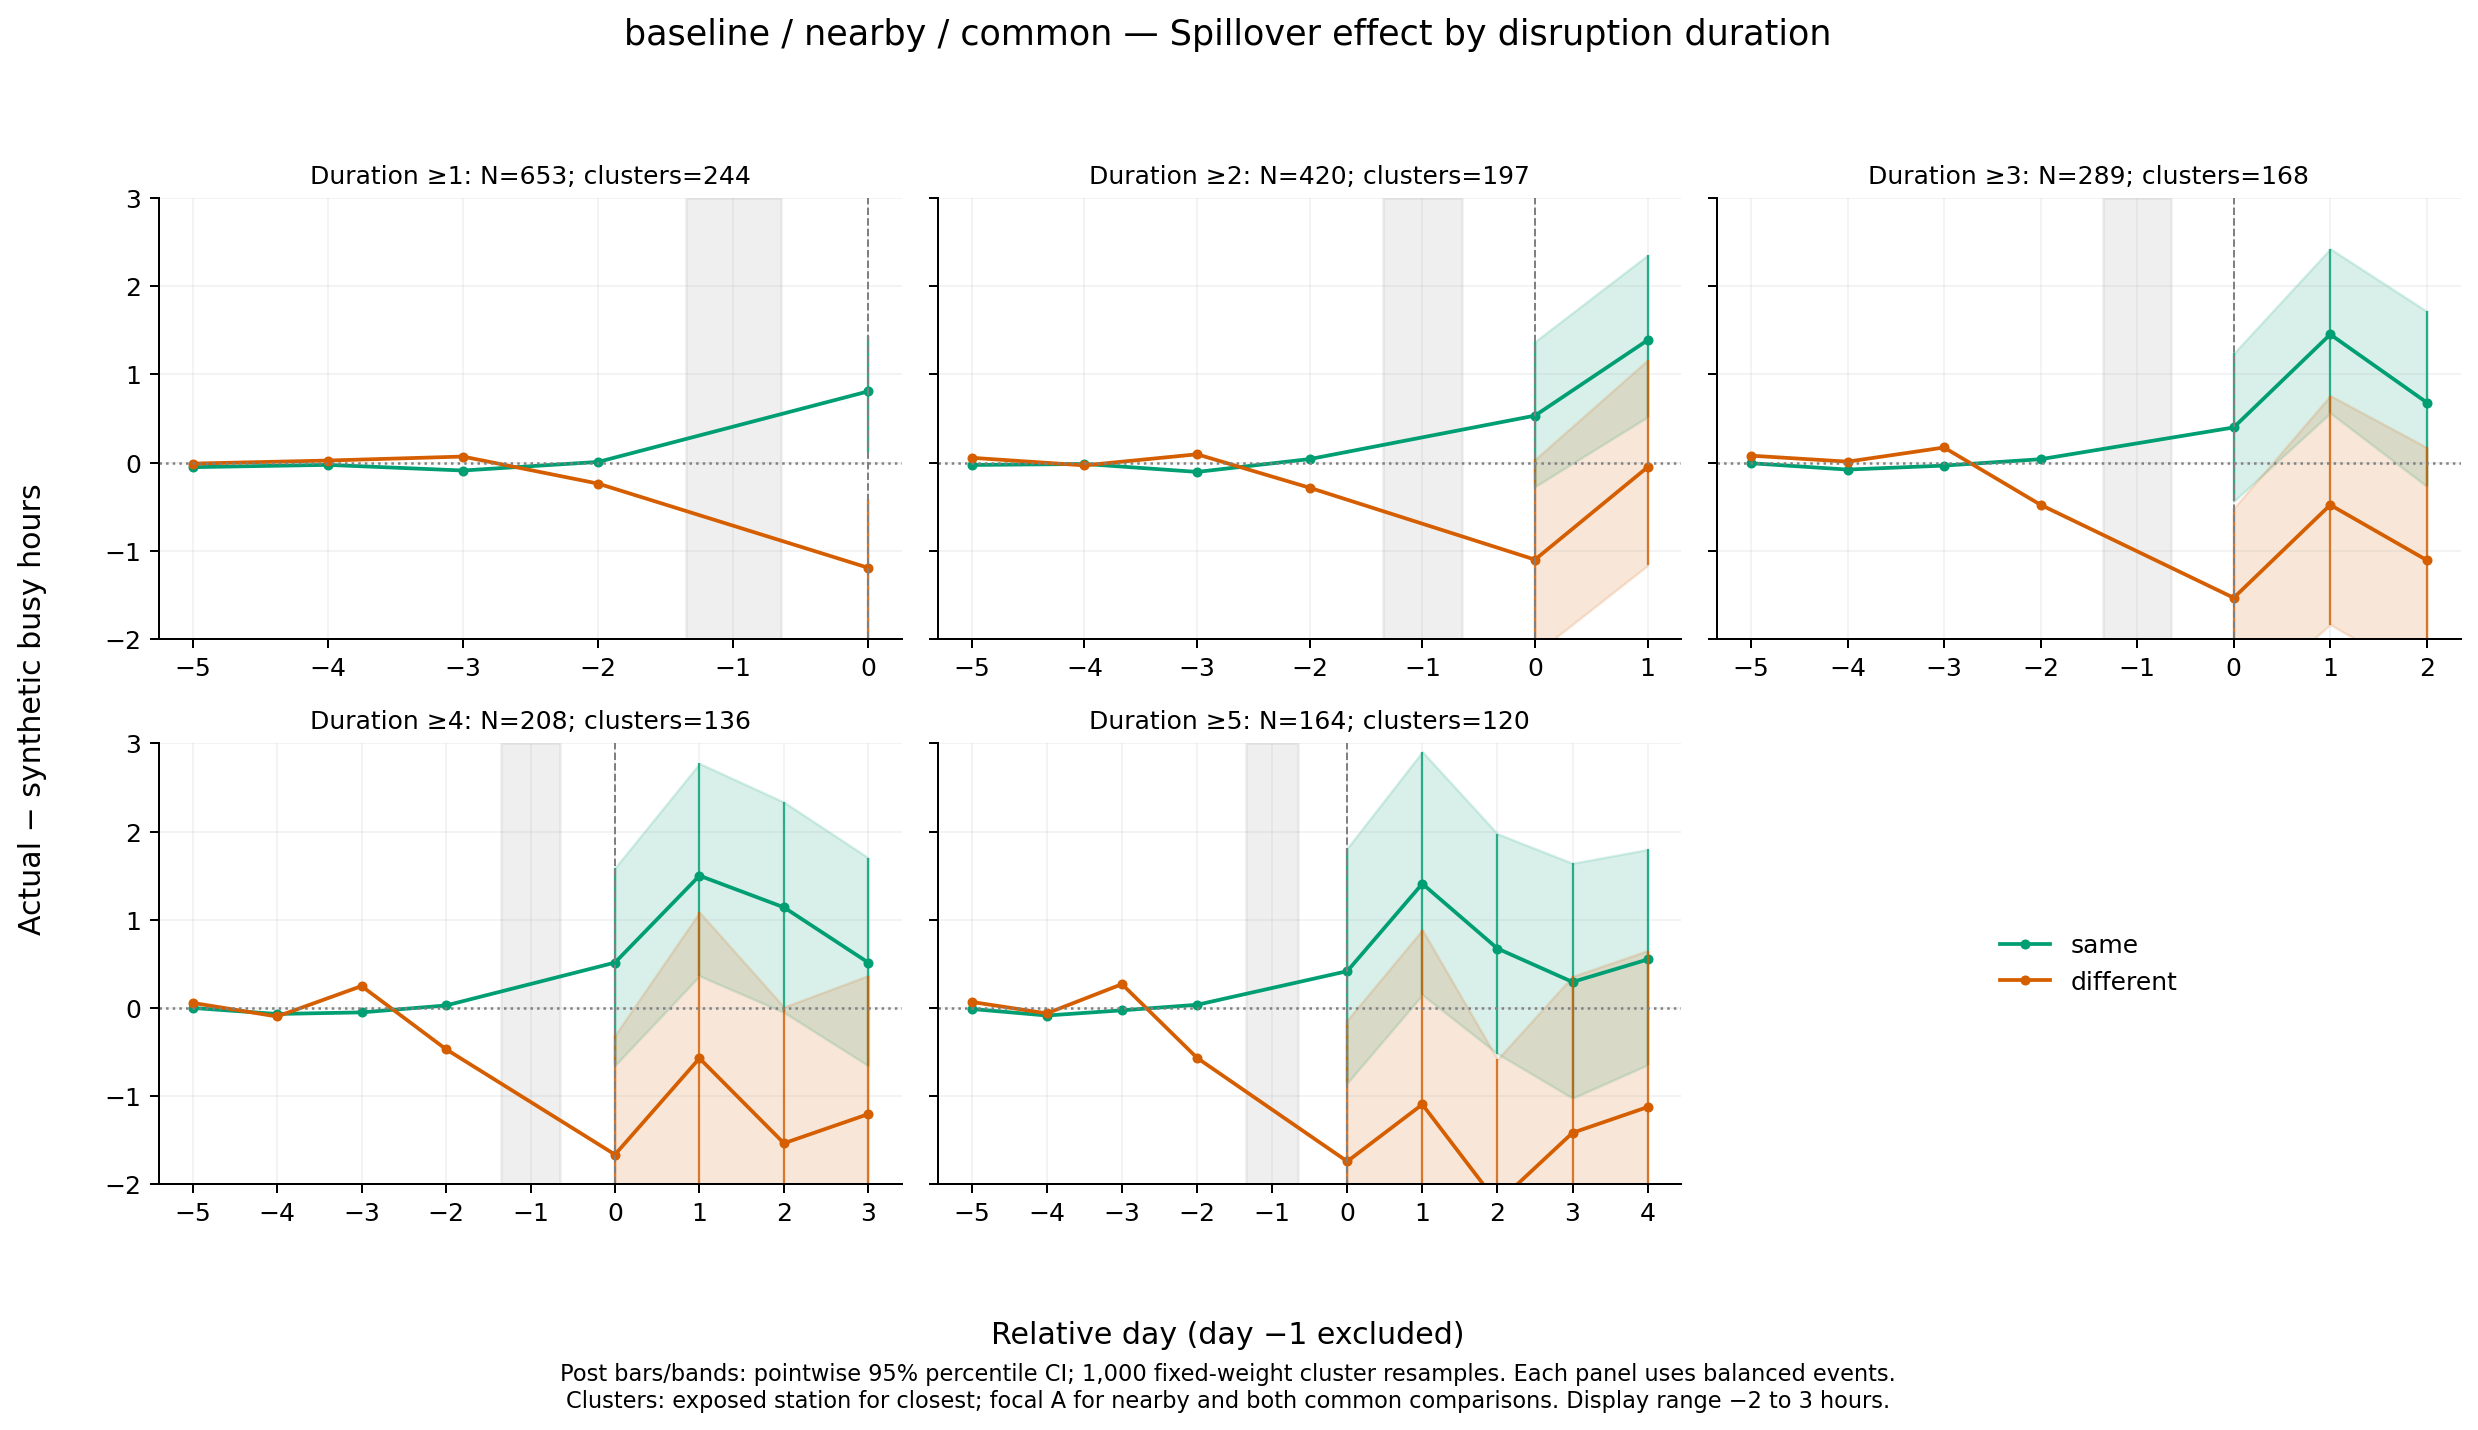 baseline / nearby / common — Spillover effect by disruption duration
Duration ≥1: N=653; clusters=244
Duration ≥2: N=420; clusters=197
Duration ≥3: N=289; clusters=168
3
2
1
0
−1
−2
−5 −4 −3 −2 −1 0
−5 −4 −3 −2 −1 0 1
−5 −4 −3 −2 −1 0 1 2
Actual − synthetic busy hours
Duration ≥4: N=208; clusters=136
Duration ≥5: N=164; clusters=120
3
2
1
0
−1
−2
−5 −4 −3 −2 −1 0 1 2 3
−5 −4 −3 −2 −1 0 1 2 3 4
same
different
Relative day (day −1 excluded)
Post bars/bands: pointwise 95% percentile CI; 1,000 fixed-weight cluster resamples. Each panel uses balanced events.
Clusters: exposed station for closest; focal A for nearby and both common comparisons. Display range −2 to 3 hours.